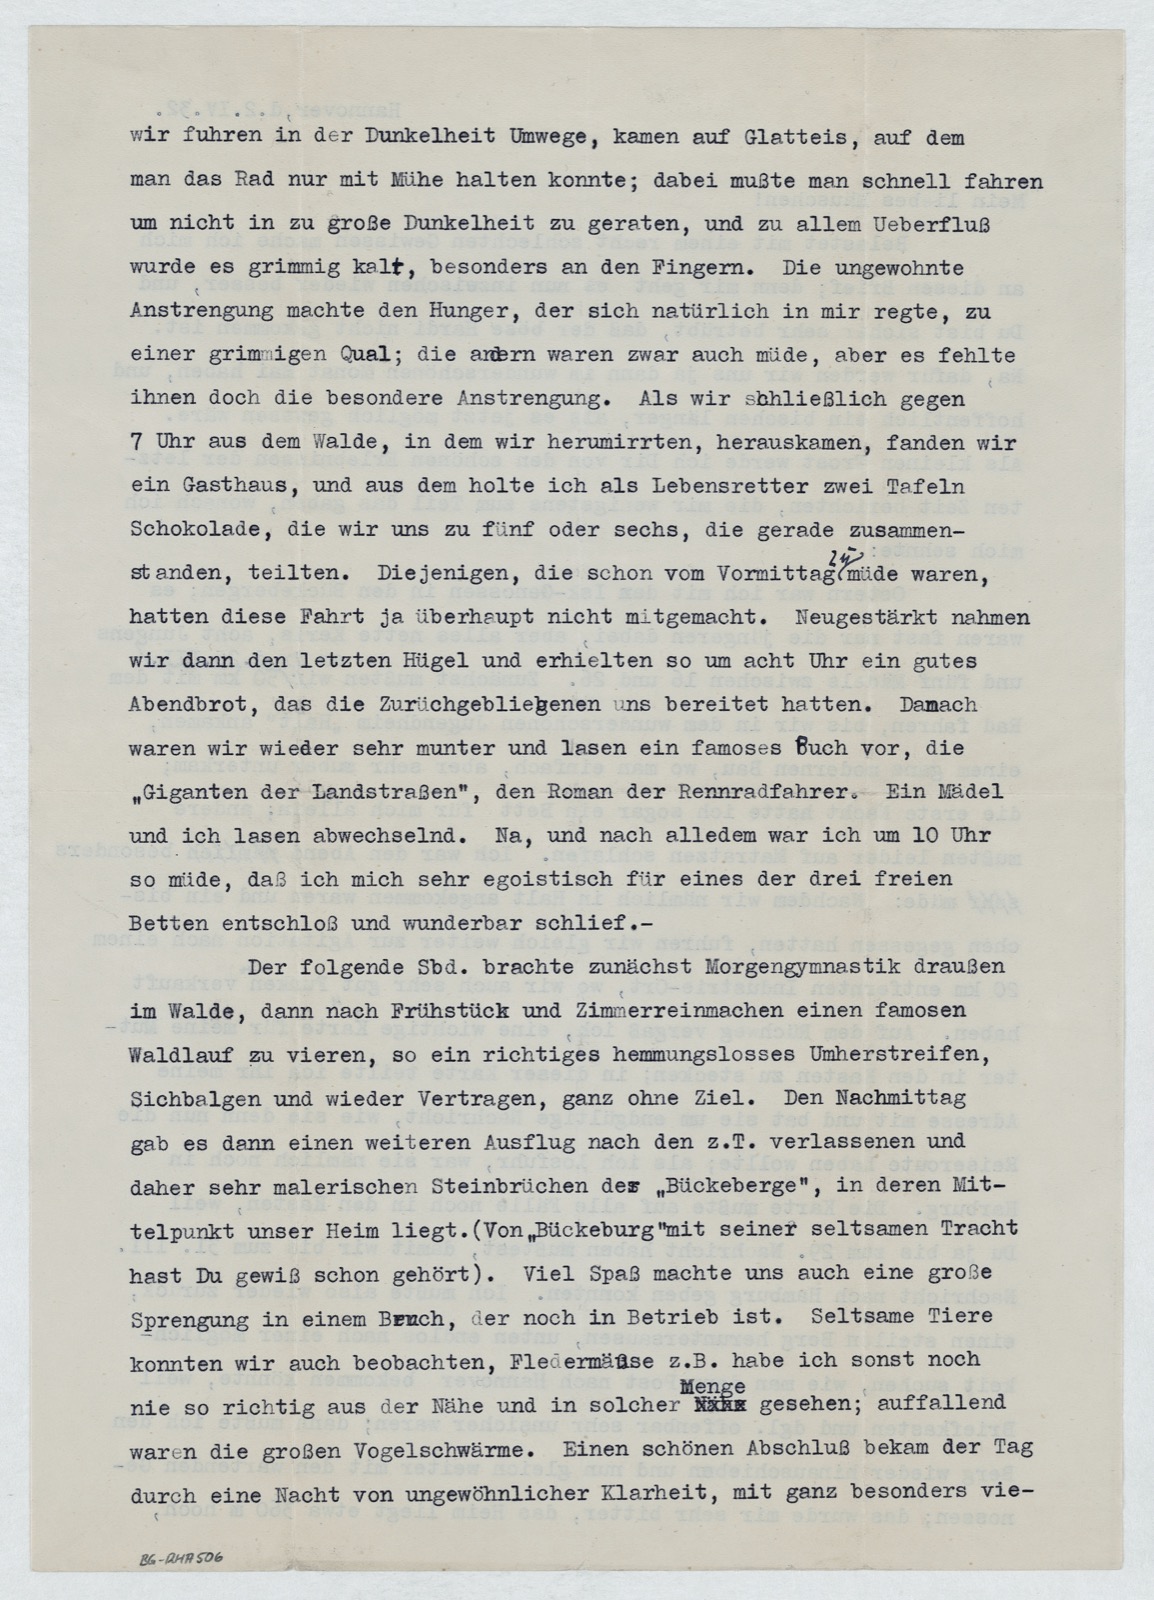 wir fuhren in der Dunkelheit Umwege, kamen auf Glatteis, auf dem
man das Rad nur mit Mühe halten konnte; dabei mußte man schnell fahren
um nicht in zu große Dunkelheit zu geraten, und zu allem Ueberfluß
wurde es grimmig kalt, besonders an den Fingern. Die ungewohnte
Anstrengung machte den Hunger, der sich natürlich in mir regte, zu
einer grimmigen Qual; die andern waren zwar auch müde, aber es fehlte
ihnen doch die besondere Anstrengung. Als wir schließlich gegen
7 Uhr aus dem Walde, in dem wir herumirrten, herauskamen, fanden wir
ein Gasthaus, und aus dem holte ich als Lebensretter zwei Tafeln
Schokolade, die wir uns zu fünf oder sechs, die gerade zusammen-
standen, teilten. Diejenigen, die schon vom Vormittag zu müde waren,
hatten diese Fahrt ja überhaupt nicht mitgemacht. Neugestärkt nahmen
wir dann den letzten Hügel und erhielten so um acht Uhr ein gutes
Abendbrot, das die Zurüchgebliebenen uns bereitet hatten. Danach
waren wir wieder sehr munter und lasen ein famoses Buch vor, die
„Giganten der Landstraßen", den Roman der Rennradfahrer. Ein Mädel
und ich lasen abwechselnd. Na, und nach alledem war ich um 10 Uhr
so müde, daß ich mich sehr egoistisch für eines der drei freien
Betten entschloß und wunderbar schlief.-
Der folgende Sbd. brachte zunächst Morgengymnastik draußen
im Walde, dann nach Frühstück und Zimmerreinmachen einen famosen
Waldlauf zu vieren, so ein richtiges hemmungslosses Umherstreifen,
Sichbalgen und wieder Vertragen, ganz ohne Ziel. Den Nachmittag
gab es dann einen weiteren Ausflug nach den z.T. verlassenen und
daher sehr malerischen Steinbrüchen der „Bückeberge", in deren Mit-
telpunkt unser Heim liegt.(Von„Bückeburg"mit seiner seltsamen Tracht
hast Du gewiß schon gehört). Viel Spaß machte uns auch eine große
Sprengung in einem Bruch, der noch in Betrieb ist. Seltsame Tiere
konnten wir auch beobachten, Fledermäuse z.B. habe ich sonst noch
nie so richtig aus der Nähe und in solcher Menge gesehen; auffallend
waren die großen Vogelschwärme. Einen schönen Abschluß bekam der Tag
durch eine Nacht von ungewöhnlicher Klarheit, mit ganz besonders vie-
BG-RHA506